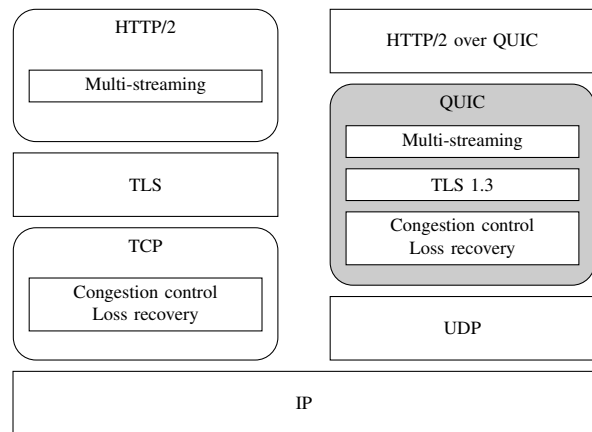 HTTP/2
Multi-streaming
TLS
TCP
Congestion control
Loss recovery
HTTP/2 over QUIC
QUIC
Multi-streaming
TLS 1.3
Congestion control
Loss recovery
UDP
IP